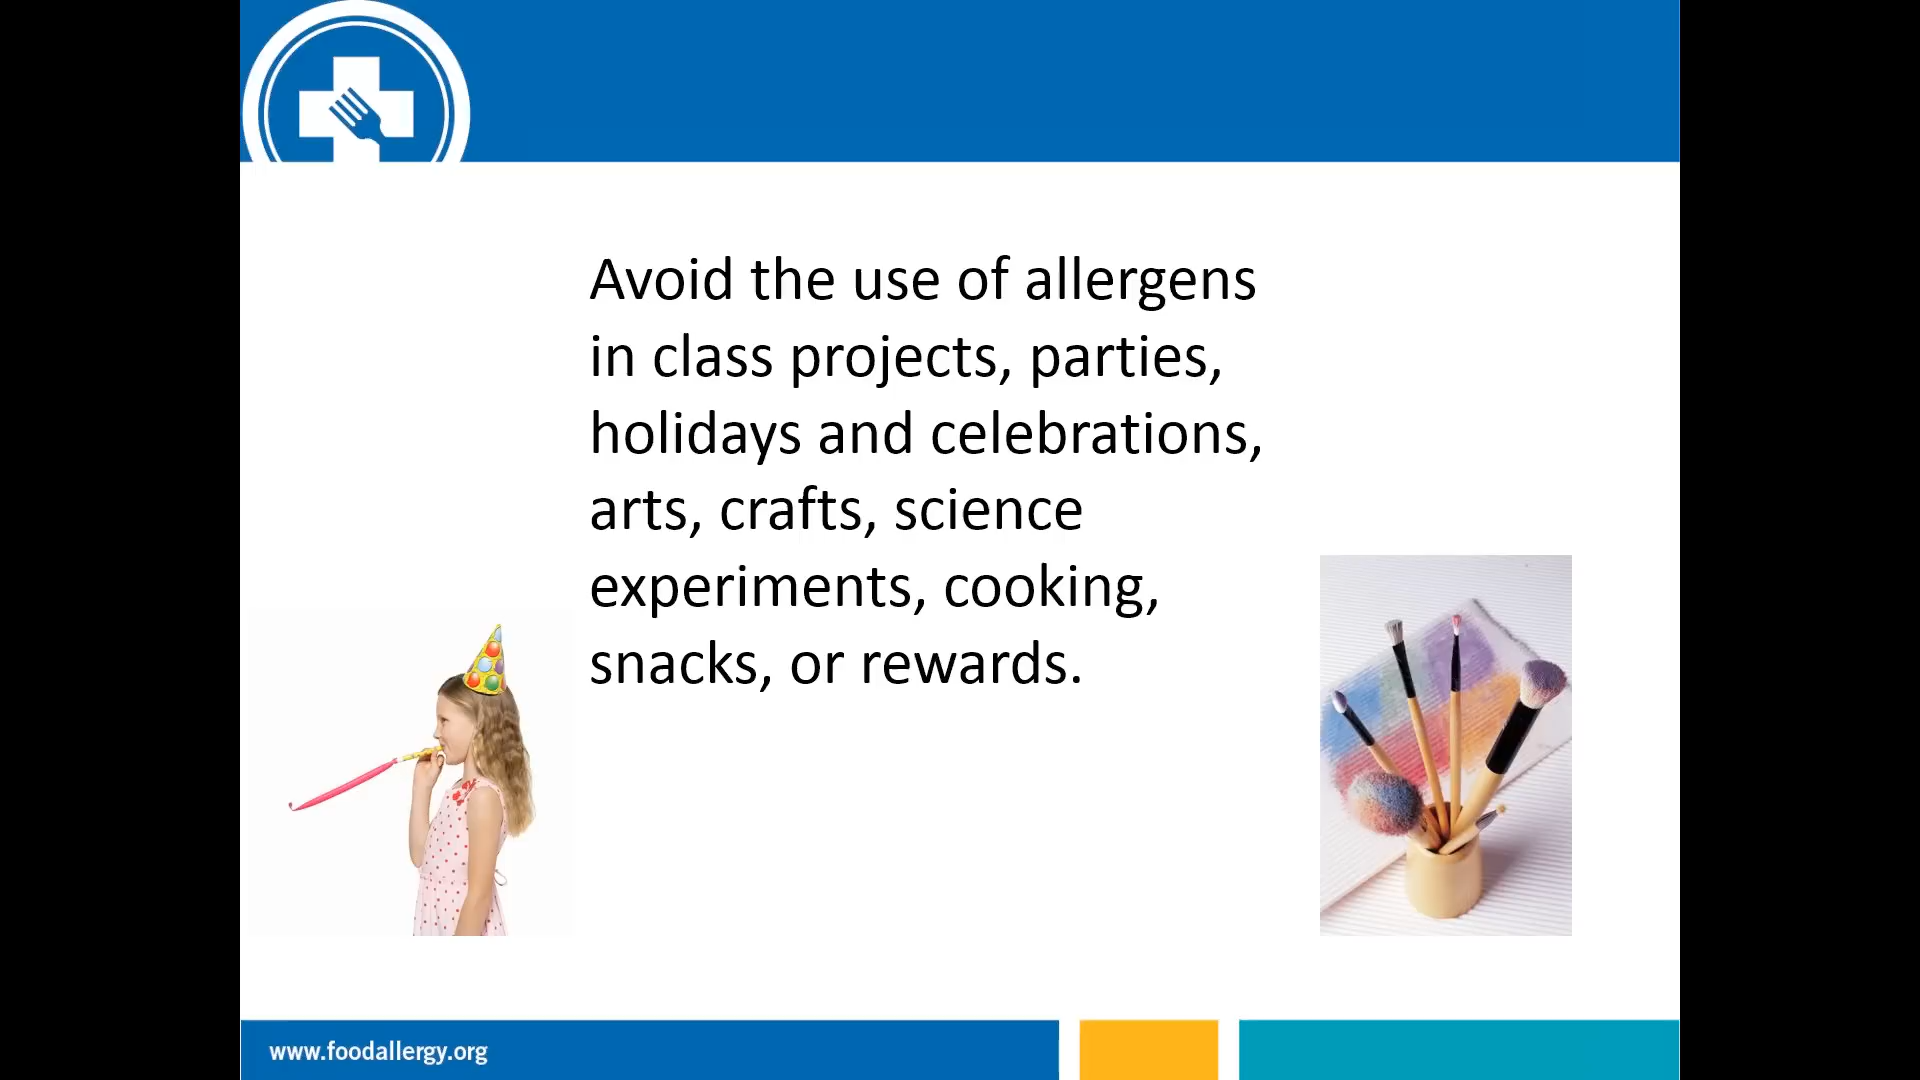 Avoid the use of allergens
in class projects, parties,
holidays and celebrations,
arts, crafts, science
experiments, cooking,
snacks, or rewards.
www.foodallergy.org